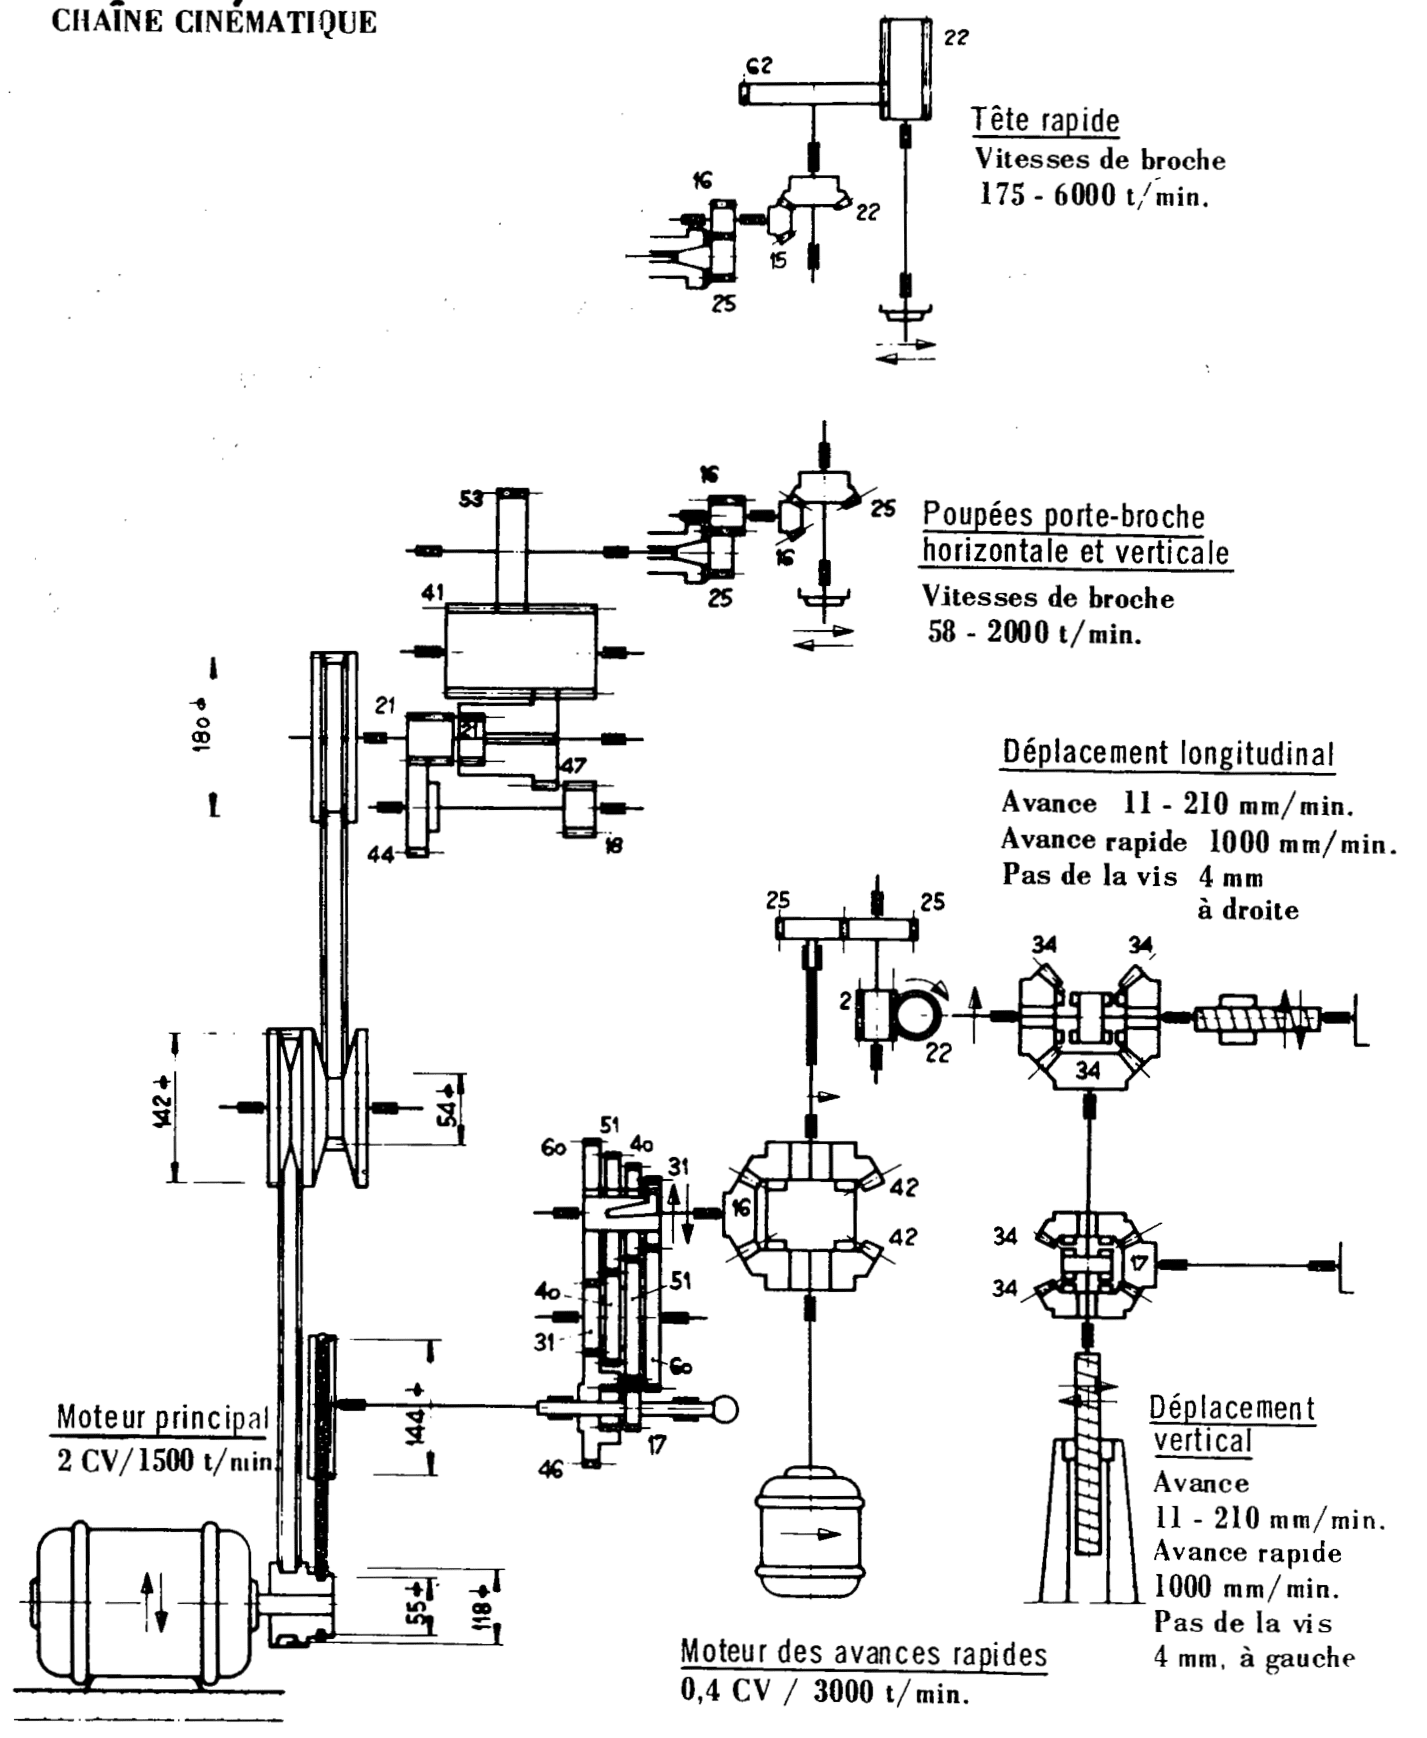 CHAÎNE CINÉMATIQUE
22
62
Tête rapide
Vitesses de broche
175 - 6000 t/min.
16
22
15
25
53
16
25
16
25
Poupées porte-broche
horizontale et verticale
Vitesses de broche
58 - 2000 t/min.
41
180 ϕ
21
21
47
44
18
Déplacement longitudinal
Avance 11 - 210 mm/min.
Avance rapide 1000 mm/min.
Pas de la vis 4 mm
à droite
25
25
34
34
2
22
34
142 ϕ
54 ϕ
60
51
40
31
16
42
42
34
17
34
40
51
31
60
Moteur principal
2 CV/1500 t/min.
144 ϕ
17
46
Déplacement
vertical
Avance
11 - 210 mm/min.
Avance rapide
1000 mm/min.
Pas de la vis
4 mm, à gauche
55 ϕ
118 ϕ
Moteur des avances rapides
0,4 CV / 3000 t/min.